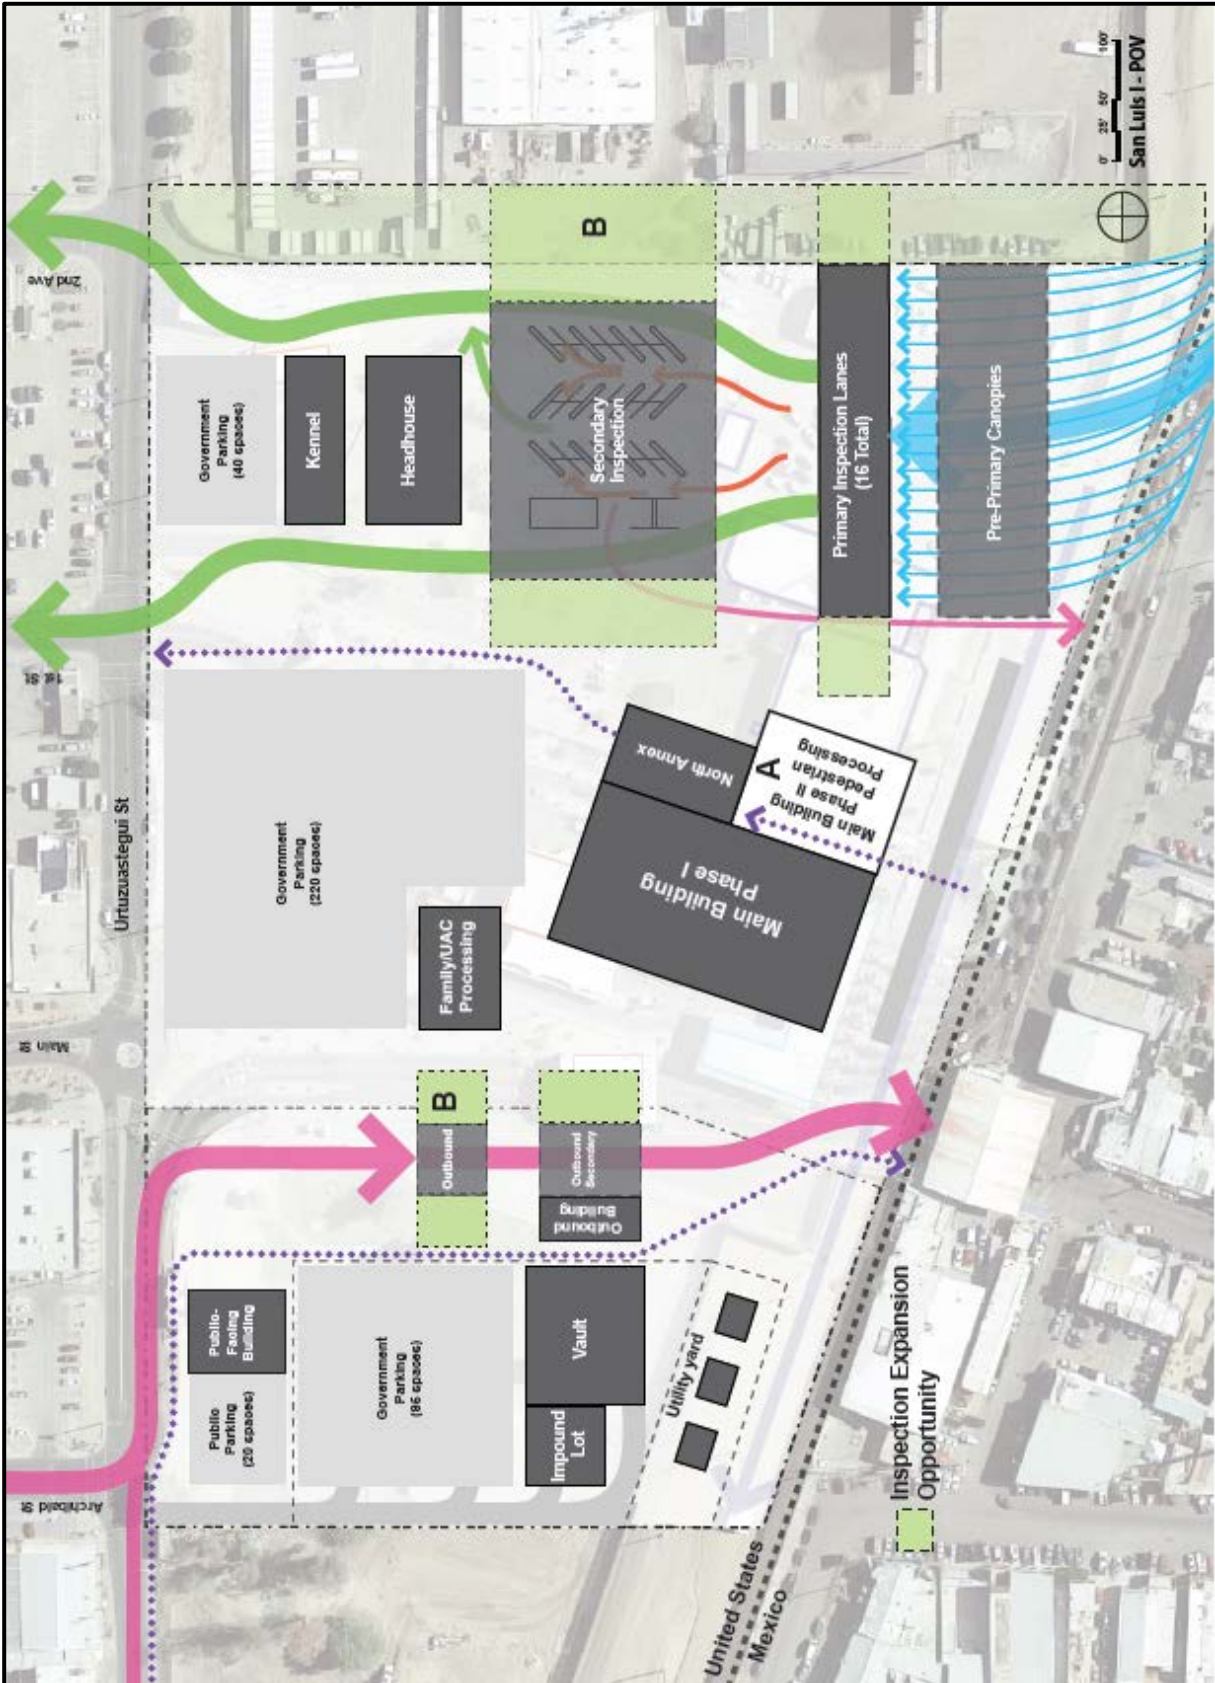 2nd Ave
1st St
Urtuzuastegui St
Main St
Archibald St
Government
Parking
(40 spaces)
Kennel
Headhouse
Secondary
Inspection
B
Primary Inspection Lanes
(16 Total)
Pre-Primary Canopies
0'
25'
50'
100'
San Luis I - POV
Government
Parking
(220 spaces)
Family/UAC
Processing
North Annex
Main Building
Phase I
A
Main Building
Phase II
Pedestrian
Processing
B
Outbound
Outbound
Secondary
Outbound
Building
Public-
Facing
Building
Public
Parking
(20 spaces)
Government
Parking
(86 spaces)
Vault
Impound
Lot
Utility yard
United States
Mexico
Inspection Expansion
Opportunity